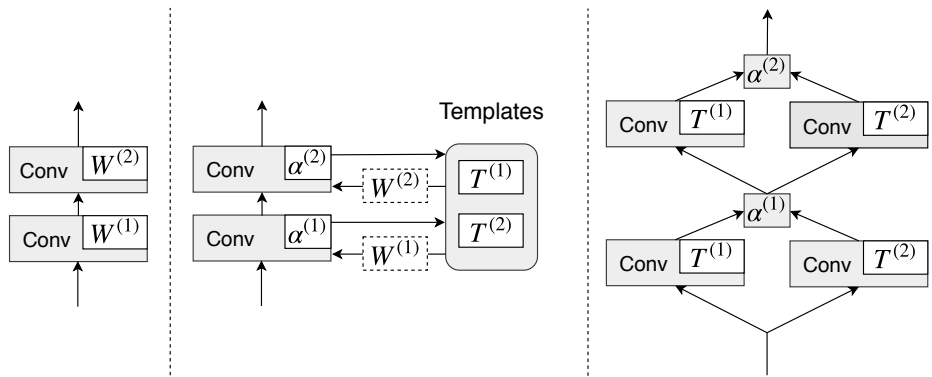 Conv W^(2)
Conv W^(1)
Templates
Conv α^(2)
W^(2)
T^(1)
Conv α^(1)
W^(1)
T^(2)
α^(2)
Conv T^(1)
Conv T^(2)
α^(1)
Conv T^(1)
Conv T^(2)